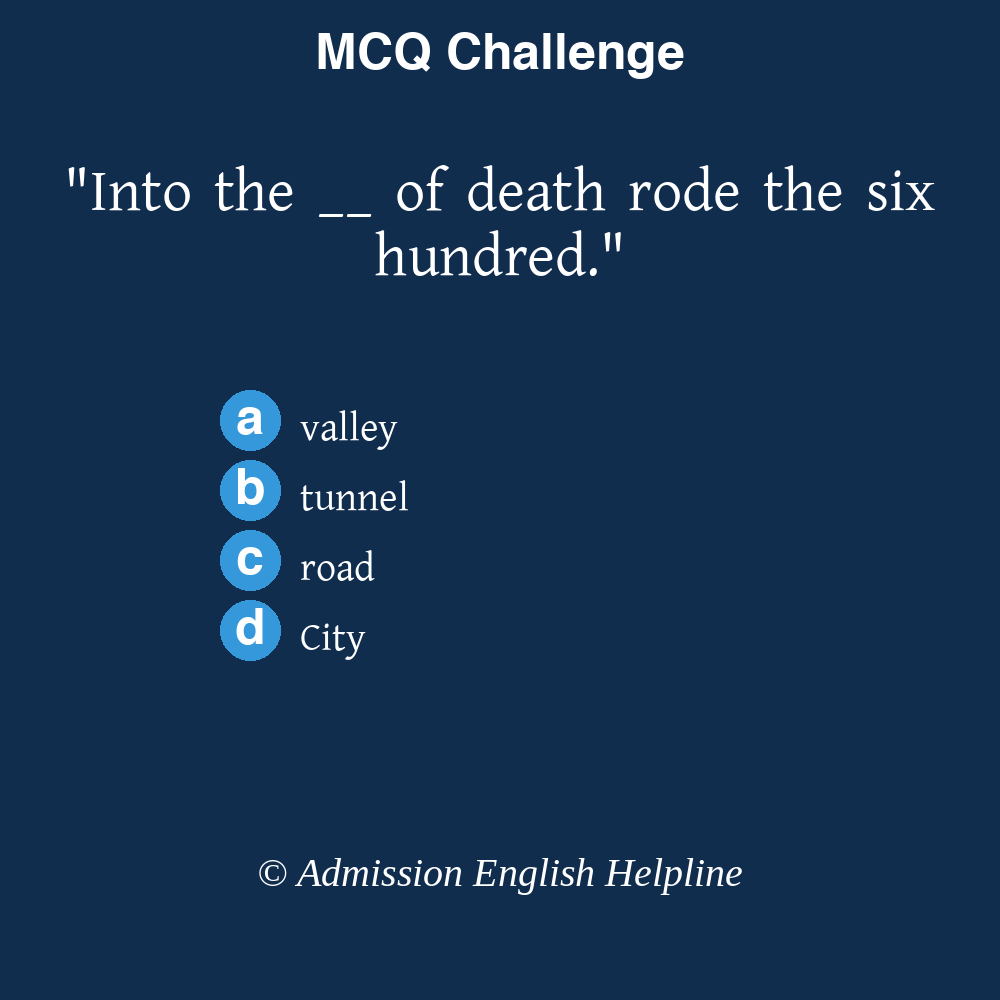 MCQ Challenge
"Into the __ of death rode the six
hundred."
a valley
b tunnel
c road
d City
© Admission English Helpline